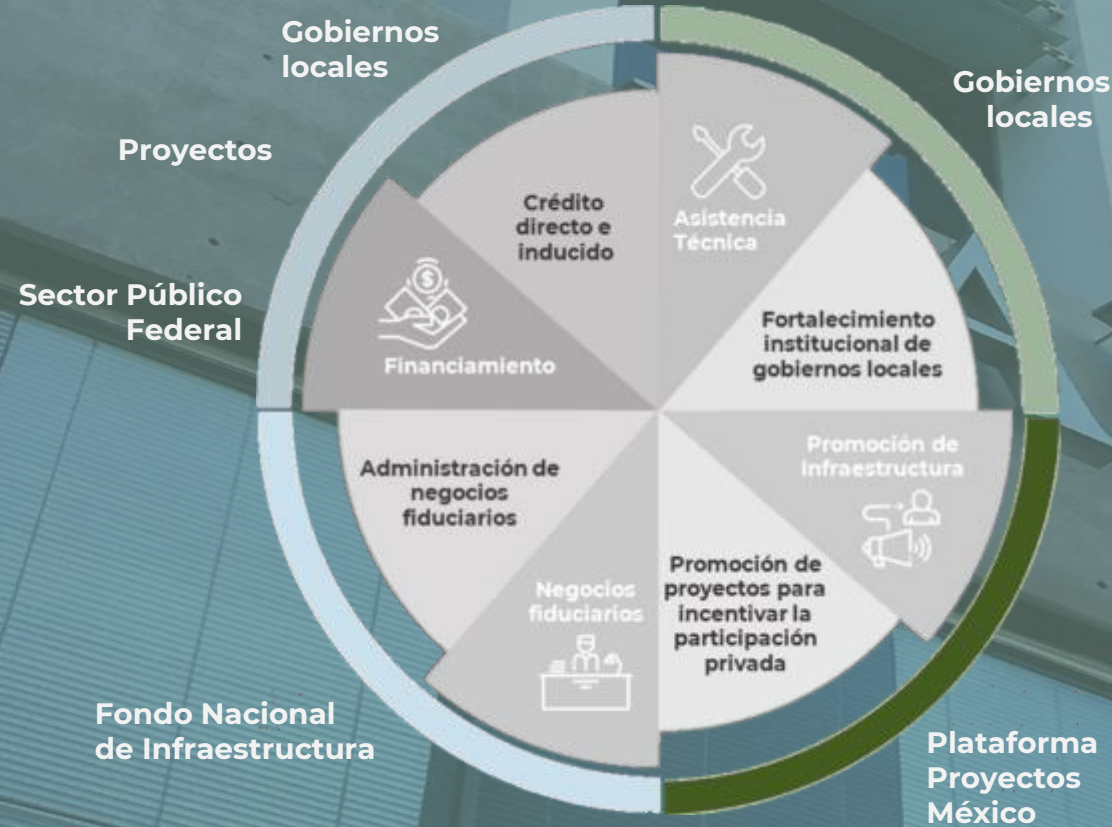 Gobiernos
locales
Proyectos
Sector Público
Federal
Gobiernos
locales
Crédito
directo e
inducido
Asistencia
Técnica
Financiamiento
Fortalecimiento
institucional de
gobiernos locales
Administración de
negocios
fiduciarios
Promoción de
Infraestructura
Negocios
fiduciarios
Promoción de
proyectos para
incentivar la
participación
privada
Fondo Nacional
de Infraestructura
Plataforma
Proyectos
México